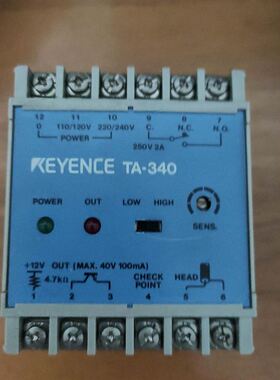 12 11 10 9 8 7
0 110/120V 220/240V C. N.C. N.O.
POWER
250V 2A
KEYENCE TA-340
POWER OUT LOW HIGH
SENS.
+12V OUT (MAX. 40V 100mA)
4.7kΩ CHECK POINT HEAD
1 2 3 4 5 6